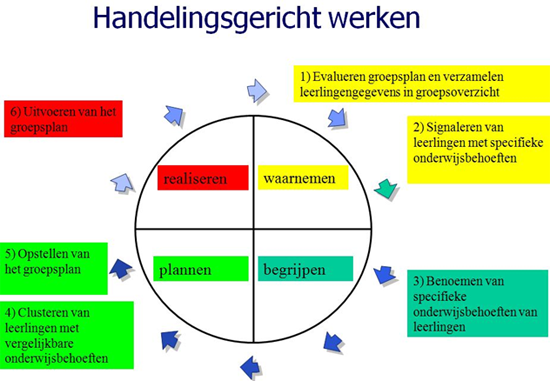 Handelingsgericht werken
1) Evalueren groepsplan en verzamelen
leerlingengegevens in groepsoverzicht
2) Signaleren van
leerlingen met specifieke
onderwijsbehoeften
3) Benoemen van
specifieke
onderwijsbehoeften van
leerlingen
4) Clusteren van
leerlingen met
vergelijkbare
onderwijsbehoeften
5) Opstellen van
het groepsplan
6) Uitvoeren van het
groepsplan
realiseren
waarnemen
plannen
begrijpen